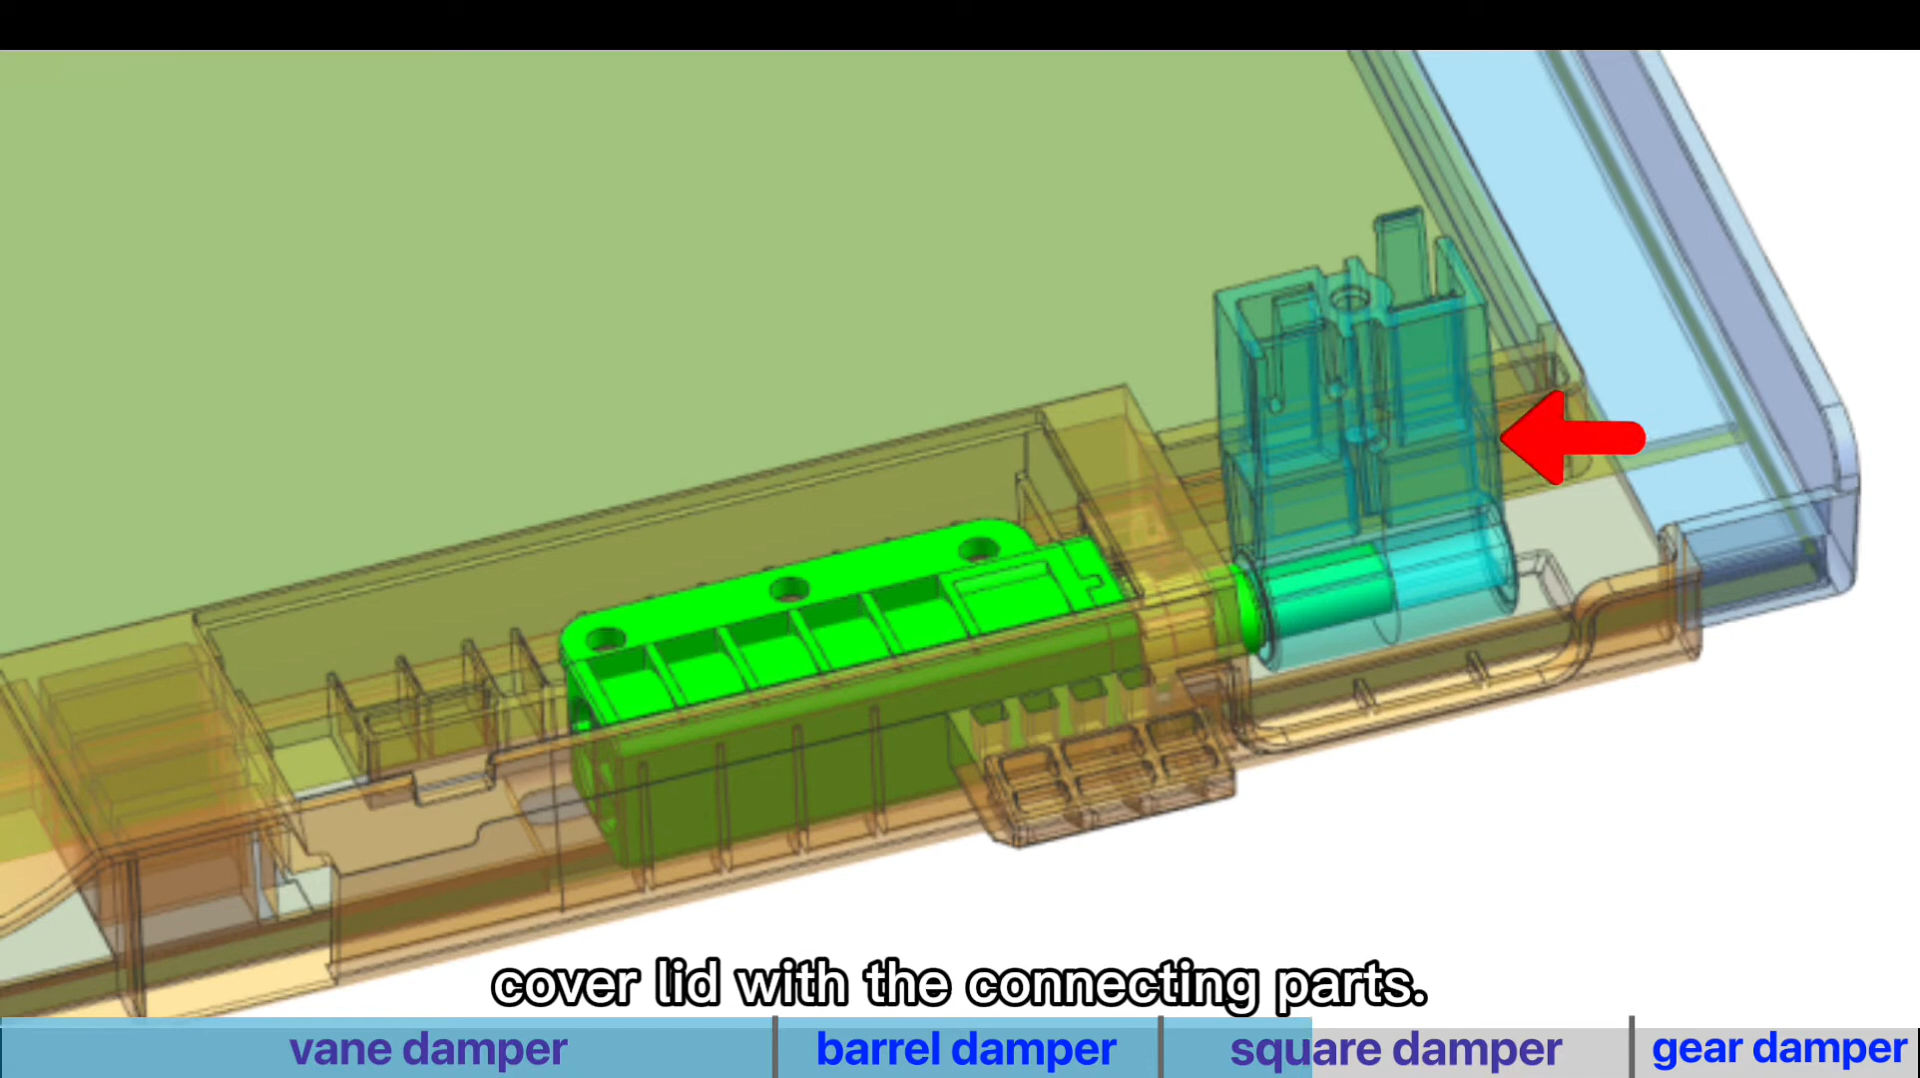 cover lid with the connecting parts.
vane damper
barrel damper
square damper
gear damper